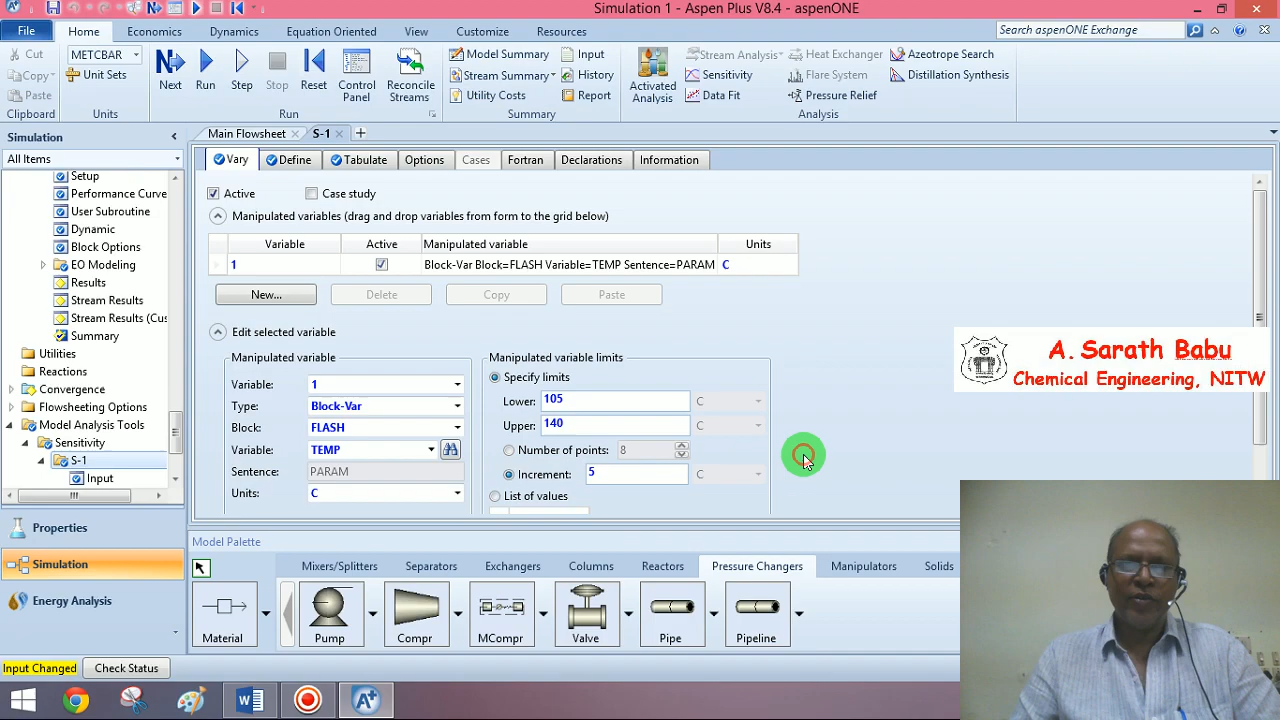 Simulation 1 - Aspen Plus V8.4 - aspenONE
File Home Economics Dynamics Equation Oriented View Customize Resources Search aspenONE Exchange
Cut METCBAR Model Summary Input Stream Analysis Heat Exchanger Azeotrope Search
Copy Unit Sets Next Run Step Stop Reset Control Panel Reconcile Streams Stream Summary History Activated Analysis Sensitivity Flare System Distillation Synthesis
Paste Utility Costs Report Data Fit Pressure Relief
Clipboard Units Run Summary Analysis
Simulation
All Items
Setup
Performance Curve
User Subroutine
Dynamic
Block Options
EO Modeling
Results
Stream Results
Stream Results (Cus
Summary
Utilities
Reactions
Convergence
Flowsheeting Options
Model Analysis Tools
Sensitivity
S-1
Input
Properties
Simulation
Energy Analysis
Main Flowsheet S-1
Vary Define Tabulate Options Cases Fortran Declarations Information
Active Case study
Manipulated variables (drag and drop variables from form to the grid below)
Variable Active Manipulated variable Units
1 Block-Var Block=FLASH Variable=TEMP Sentence=PARAM C
New... Delete Copy Paste
Edit selected variable
Manipulated variable
Variable: 1
Type: Block-Var
Block: FLASH
Variable: TEMP
Sentence: PARAM
Units: C
Manipulated variable limits
Specify limits
Lower: 105 C
Upper: 140 C
Number of points: 8
Increment: 5 C
List of values
A. Sarath Babu
Chemical Engineering, NITW
Model Palette
Mixers/Splitters Separators Exchangers Columns Reactors Pressure Changers Manipulators Solids
Material Pump Compr MCompr Valve Pipe Pipeline
Input Changed Check Status